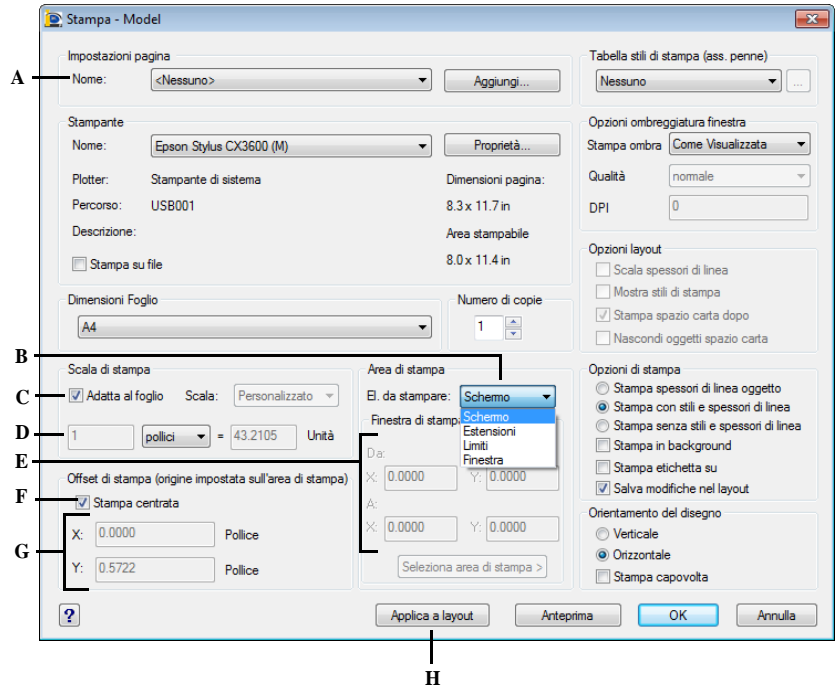 Stampa - Model
Impostazioni pagina
A
Nome: <Nessuno> Aggiungi...
Tabella stili di stampa (ass. penne)
Nessuno ...
Stampante
Nome: Epson Stylus CX3600 (M) Proprietà...
Plotter: Stampante di sistema Dimensioni pagina:
Percorso: USB001 8.3 x 11.7 in
Descrizione: Area stampabile
Stampa su file 8.0 x 11.4 in
Opzioni ombreggiatura finestra
Stampa ombra Come Visualizzata
Qualità normale
DPI 0
Opzioni layout
Scala spessori di linea
Mostra stili di stampa
Stampa spazio carta dopo
Nascondi oggetti spazio carta
Dimensioni Foglio
A4
Numero di copie
1
B
Scala di stampa
C
Adatta al foglio Scala: Personalizzato
D
1 pollici = 43.2105 Unità
Area di stampa
El. da stampare: Schermo
Schermo
Estensioni
Limiti
Finestra
E
Finestra di stampa
Da:
X: 0.0000 Y: 0.0000
A:
X: 0.0000 Y: 0.0000
Seleziona area di stampa >
Offset di stampa (origine impostata sull'area di stampa)
F
Stampa centrata
G
X: 0.0000 Pollice
Y: 0.5722 Pollice
Opzioni di stampa
Stampa spessori di linea oggetto
Stampa con stili e spessori di linea
Stampa senza stili e spessori di linea
Stampa in background
Stampa etichetta su
Salva modifiche nel layout
Orientamento del disegno
Verticale
Orizzontale
Stampa capovolta
? Applica a layout Anteprima OK Annulla
H